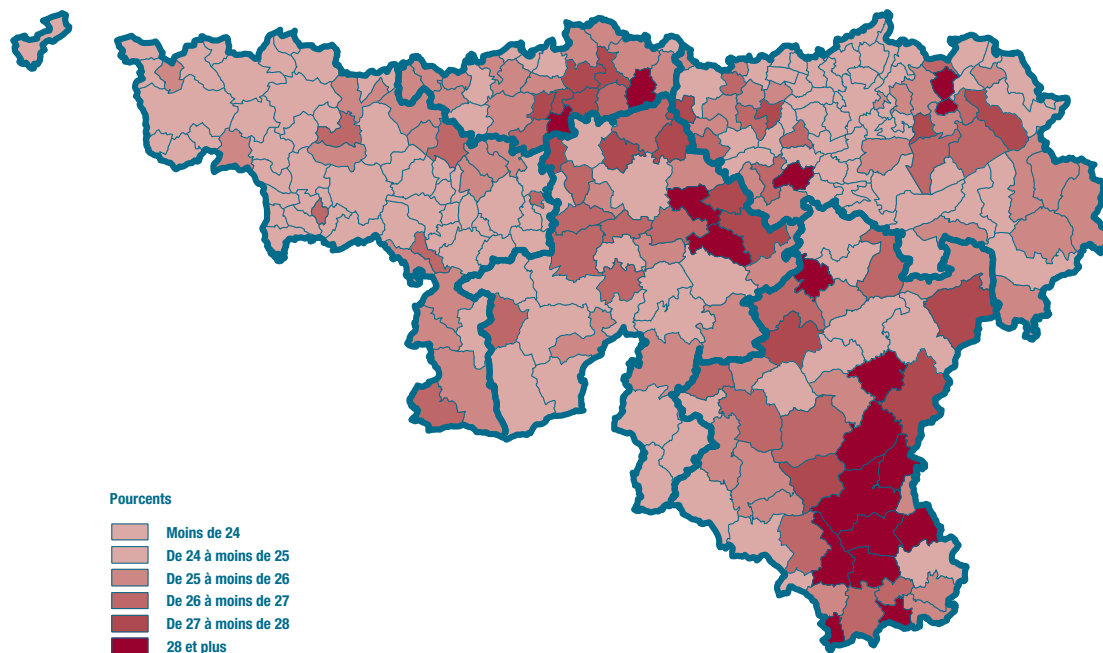 Pourcents
Moins de 24
De 24 à moins de 25
De 25 à moins de 26
De 26 à moins de 27
De 27 à moins de 28
28 et plus